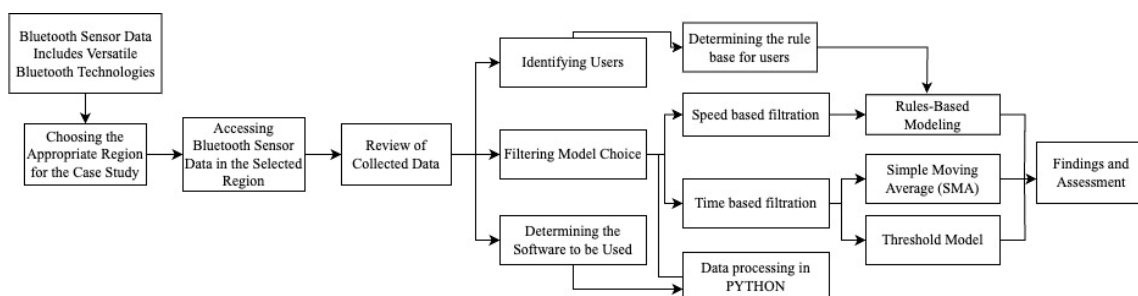 Bluetooth Sensor Data
Includes Versatile
Bluetooth Technologies
Choosing the
Appropriate Region
for the Case Study
Accessing
Bluetooth Sensor
Data in the Selected
Region
Review of
Collected Data
Identifying Users
Filtering Model Choice
Determining the
Software to be Used
Determining the rule
base for users
Speed based filtration
Time based filtration
Data processing in
PYTHON
Rules-Based
Modeling
Simple Moving
Average (SMA)
Threshold Model
Findings and
Assessment